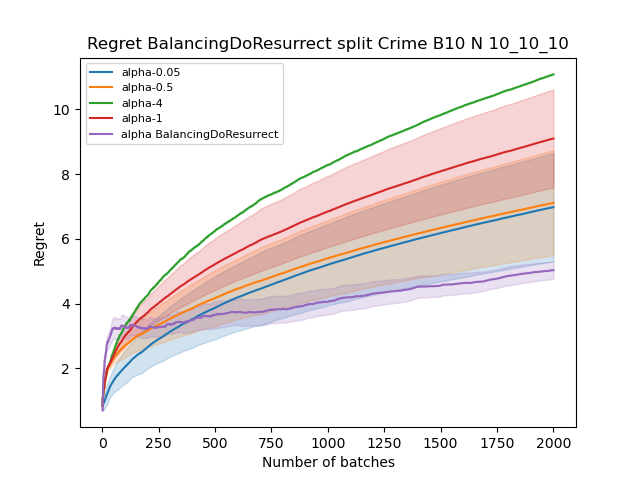 Regret BalancingDoResurrect split Crime B10 N 10_10_10
alpha-0.05
alpha-0.5
alpha-4
alpha-1
alpha BalancingDoResurrect
Regret
10
8
6
4
2
0
250
500
750
1000
1250
1500
1750
2000
Number of batches